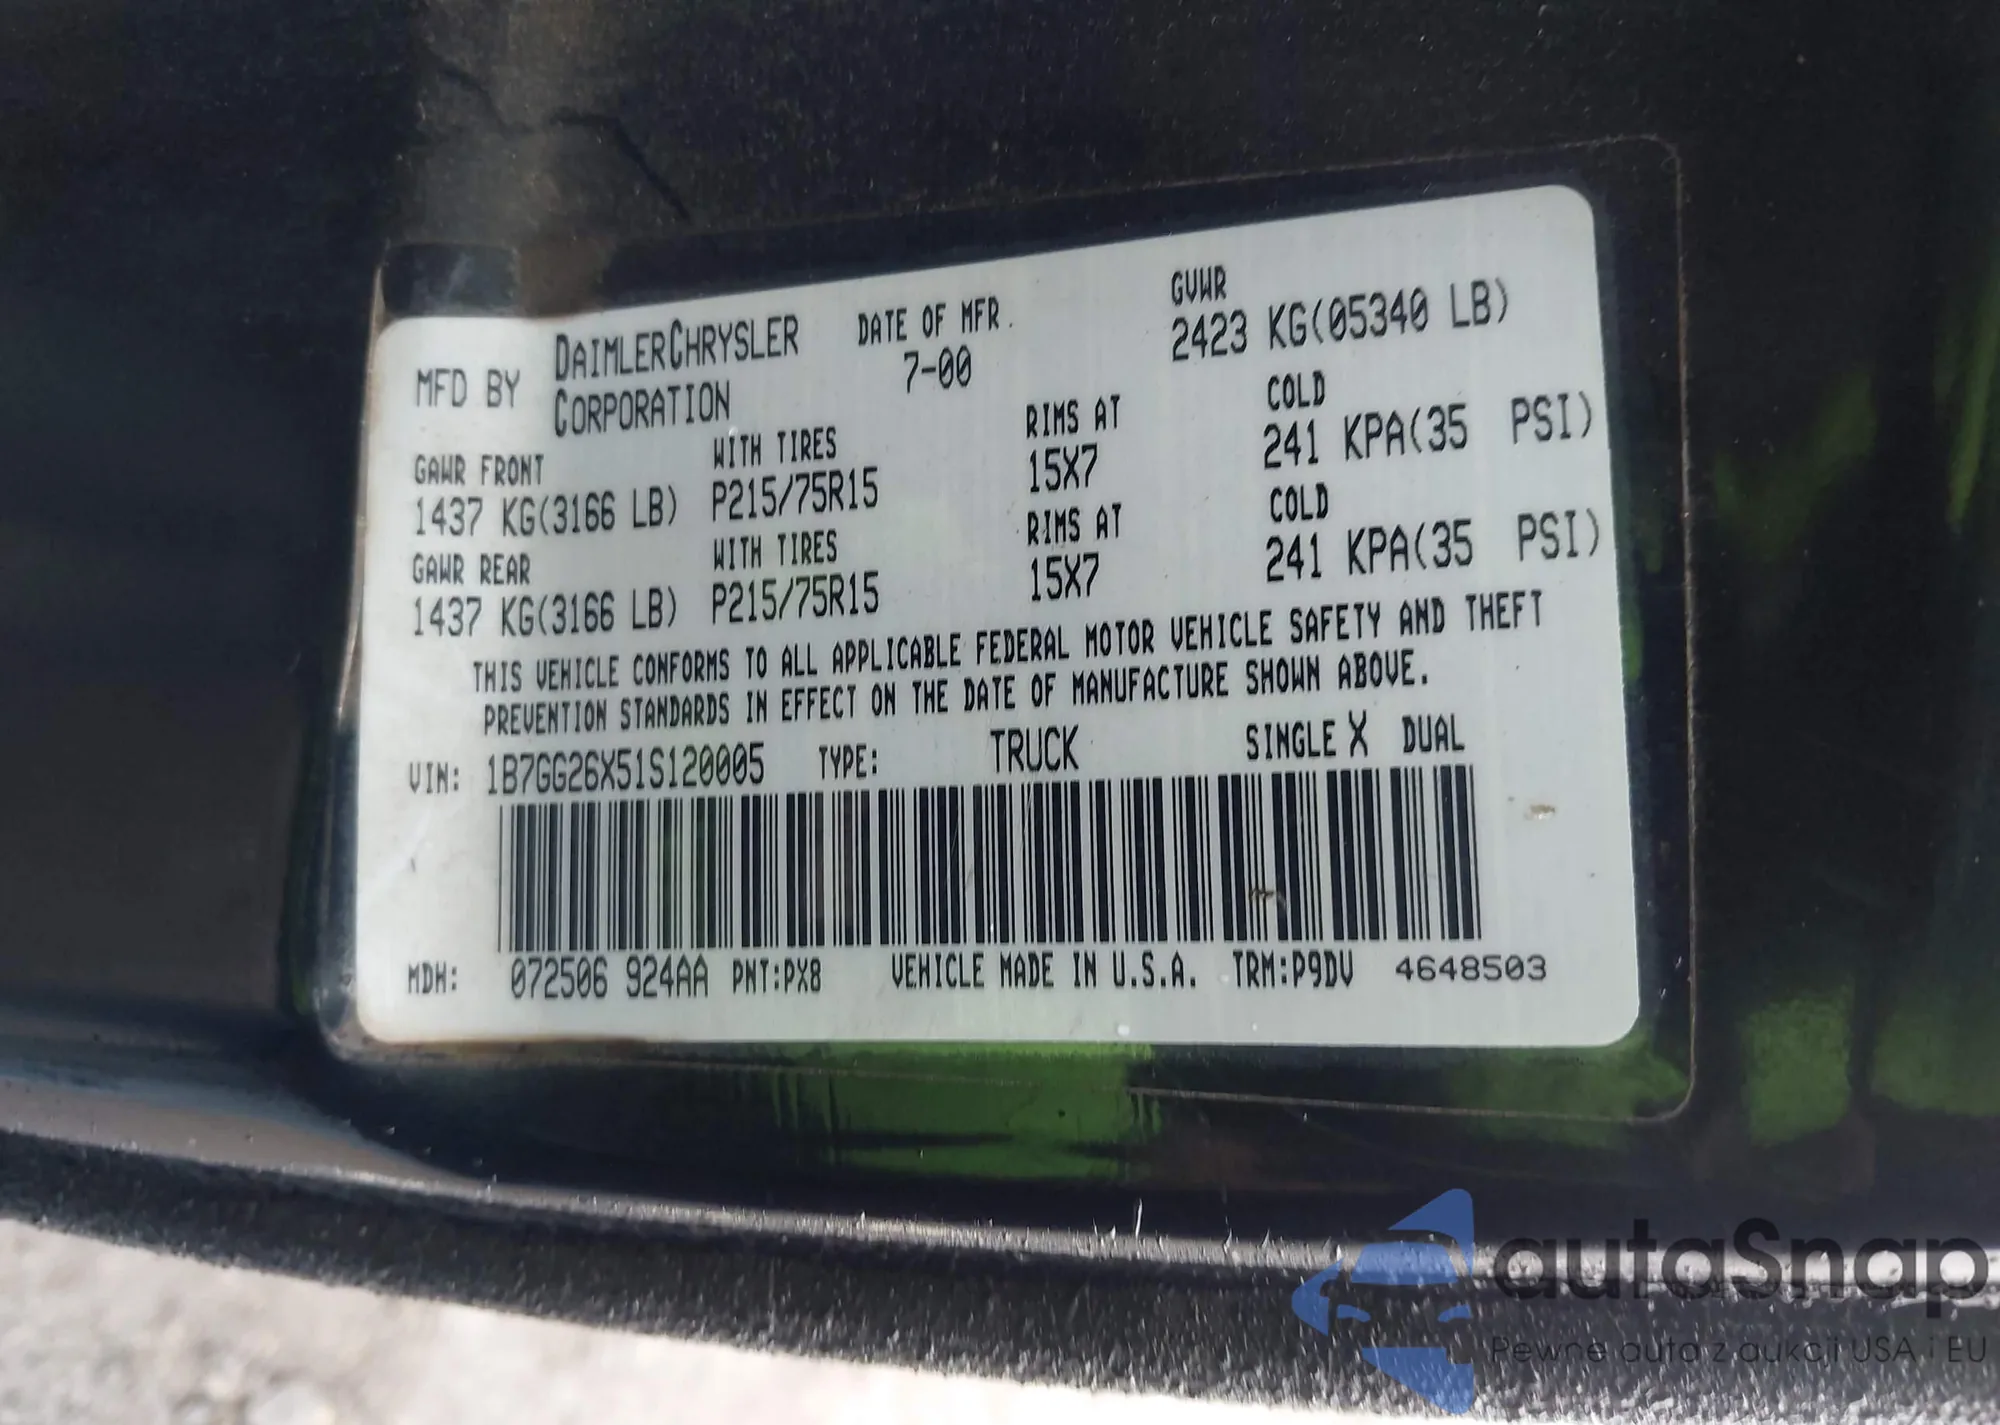 MFD BY DAIMLERCHRYSLER CORPORATION DATE OF MFR. 7-00 GVWR 2423 KG(05340 LB)
GAWR FRONT WITH TIRES RIMS AT COLD
1437 KG(3166 LB) P215/75R15 15X7 241 KPA(35 PSI)
GAWR REAR WITH TIRES RIMS AT COLD
1437 KG(3166 LB) P215/75R15 15X7 241 KPA(35 PSI)
THIS VEHICLE CONFORMS TO ALL APPLICABLE FEDERAL MOTOR VEHICLE SAFETY AND THEFT
PREVENTION STANDARDS IN EFFECT ON THE DATE OF MANUFACTURE SHOWN ABOVE.
VIN: 1B7GG26X51S120005 TYPE: TRUCK SINGLE X DUAL
MDH: 072506 924AA PNT:PX8 VEHICLE MADE IN U.S.A. TRM:P9DV 4648503
autaSnap
Pewne auta z aukcji USA i EU